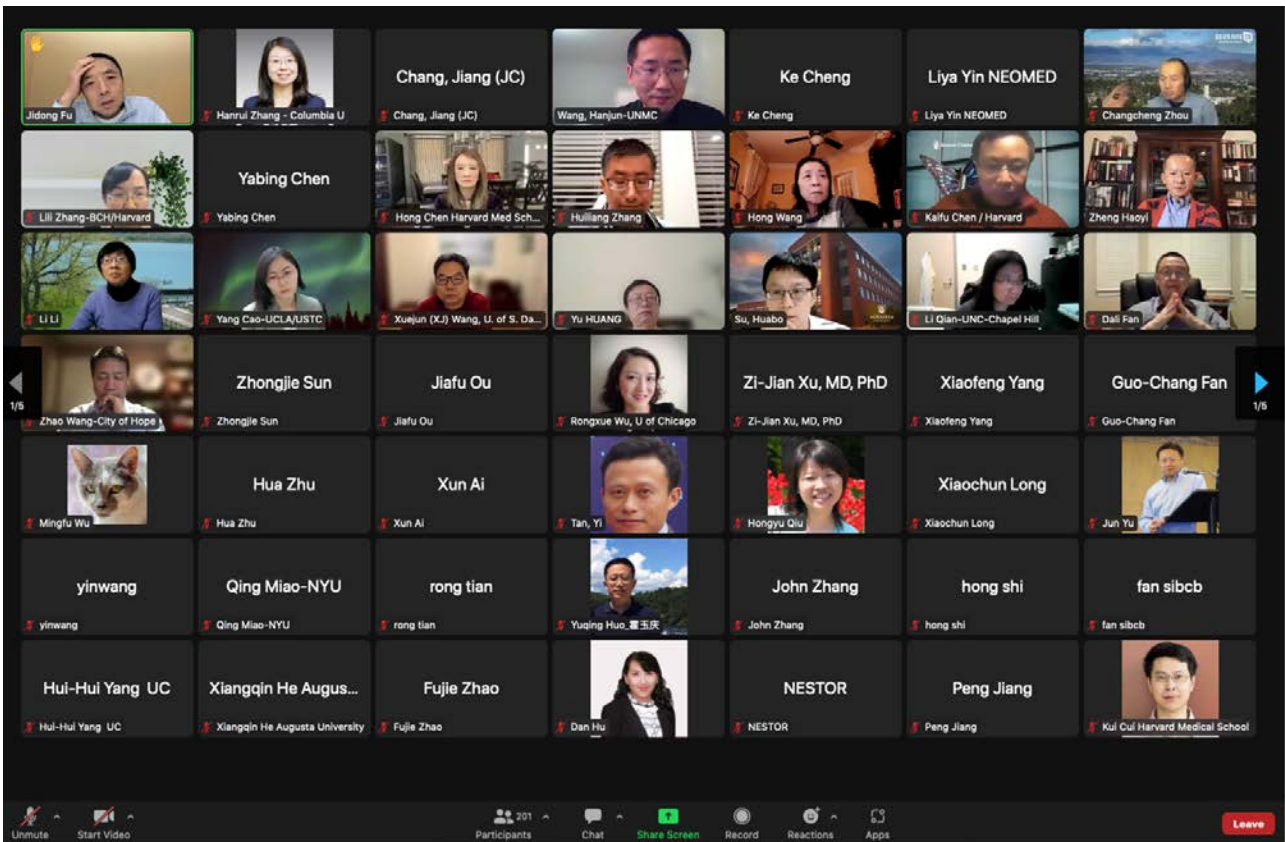 Jidong Fu
Hanrui Zhang - Columbia U
Chang, Jiang (JC)
Chang, Jiang (JC)
Wang, Hanjun-UNMC
Ke Cheng
Ke Cheng
Liya Yin NEOMED
Liya Yin NEOMED
Changcheng Zhou
Lili Zhang-BCH/Harvard
Yabing Chen
Yabing Chen
Hong Chen Harvard Med Sch...
Huiliang Zhang
Hong Wang
Kaifu Chen / Harvard
Zheng Haoyi
Li Li
Yang Cao-UCLA/USTC
Xuejun (XJ) Wang, U. of S. Da...
Yu HUANG
Su, Huabo
Li Qian-UNC-Chapel Hill
Dali Fan
1/5
Zhao Wang-City of Hope
Zhongjie Sun
Zhongjie Sun
Jiafu Ou
Jiafu Ou
Rongxue Wu, U of Chicago
Zi-Jian Xu, MD, PhD
Zi-Jian Xu, MD, PhD
Xiaofeng Yang
Xiaofeng Yang
Guo-Chang Fan
Guo-Chang Fan
1/5
Mingfu Wu
Hua Zhu
Hua Zhu
Xun Ai
Xun Ai
Tan, Yi
Hongyu Qiu
Xiaochun Long
Xiaochun Long
Jun Yu
yinwang
yinwang
Qing Miao-NYU
Qing Miao-NYU
rong tian
rong tian
Yuqing Huo_霍玉庆
John Zhang
John Zhang
hong shi
hong shi
fan sibcb
fan sibcb
Hui-Hui Yang UC
Hui-Hui Yang UC
Xiangqin He Augus...
Xiangqin He Augusta University
Fujie Zhao
Fujie Zhao
Dan Hu
NESTOR
NESTOR
Peng Jiang
Peng Jiang
Kui Cui Harvard Medical School
Unmute
Start Video
201
Participants
Chat
Share Screen
Record
Reactions
Apps
Leave